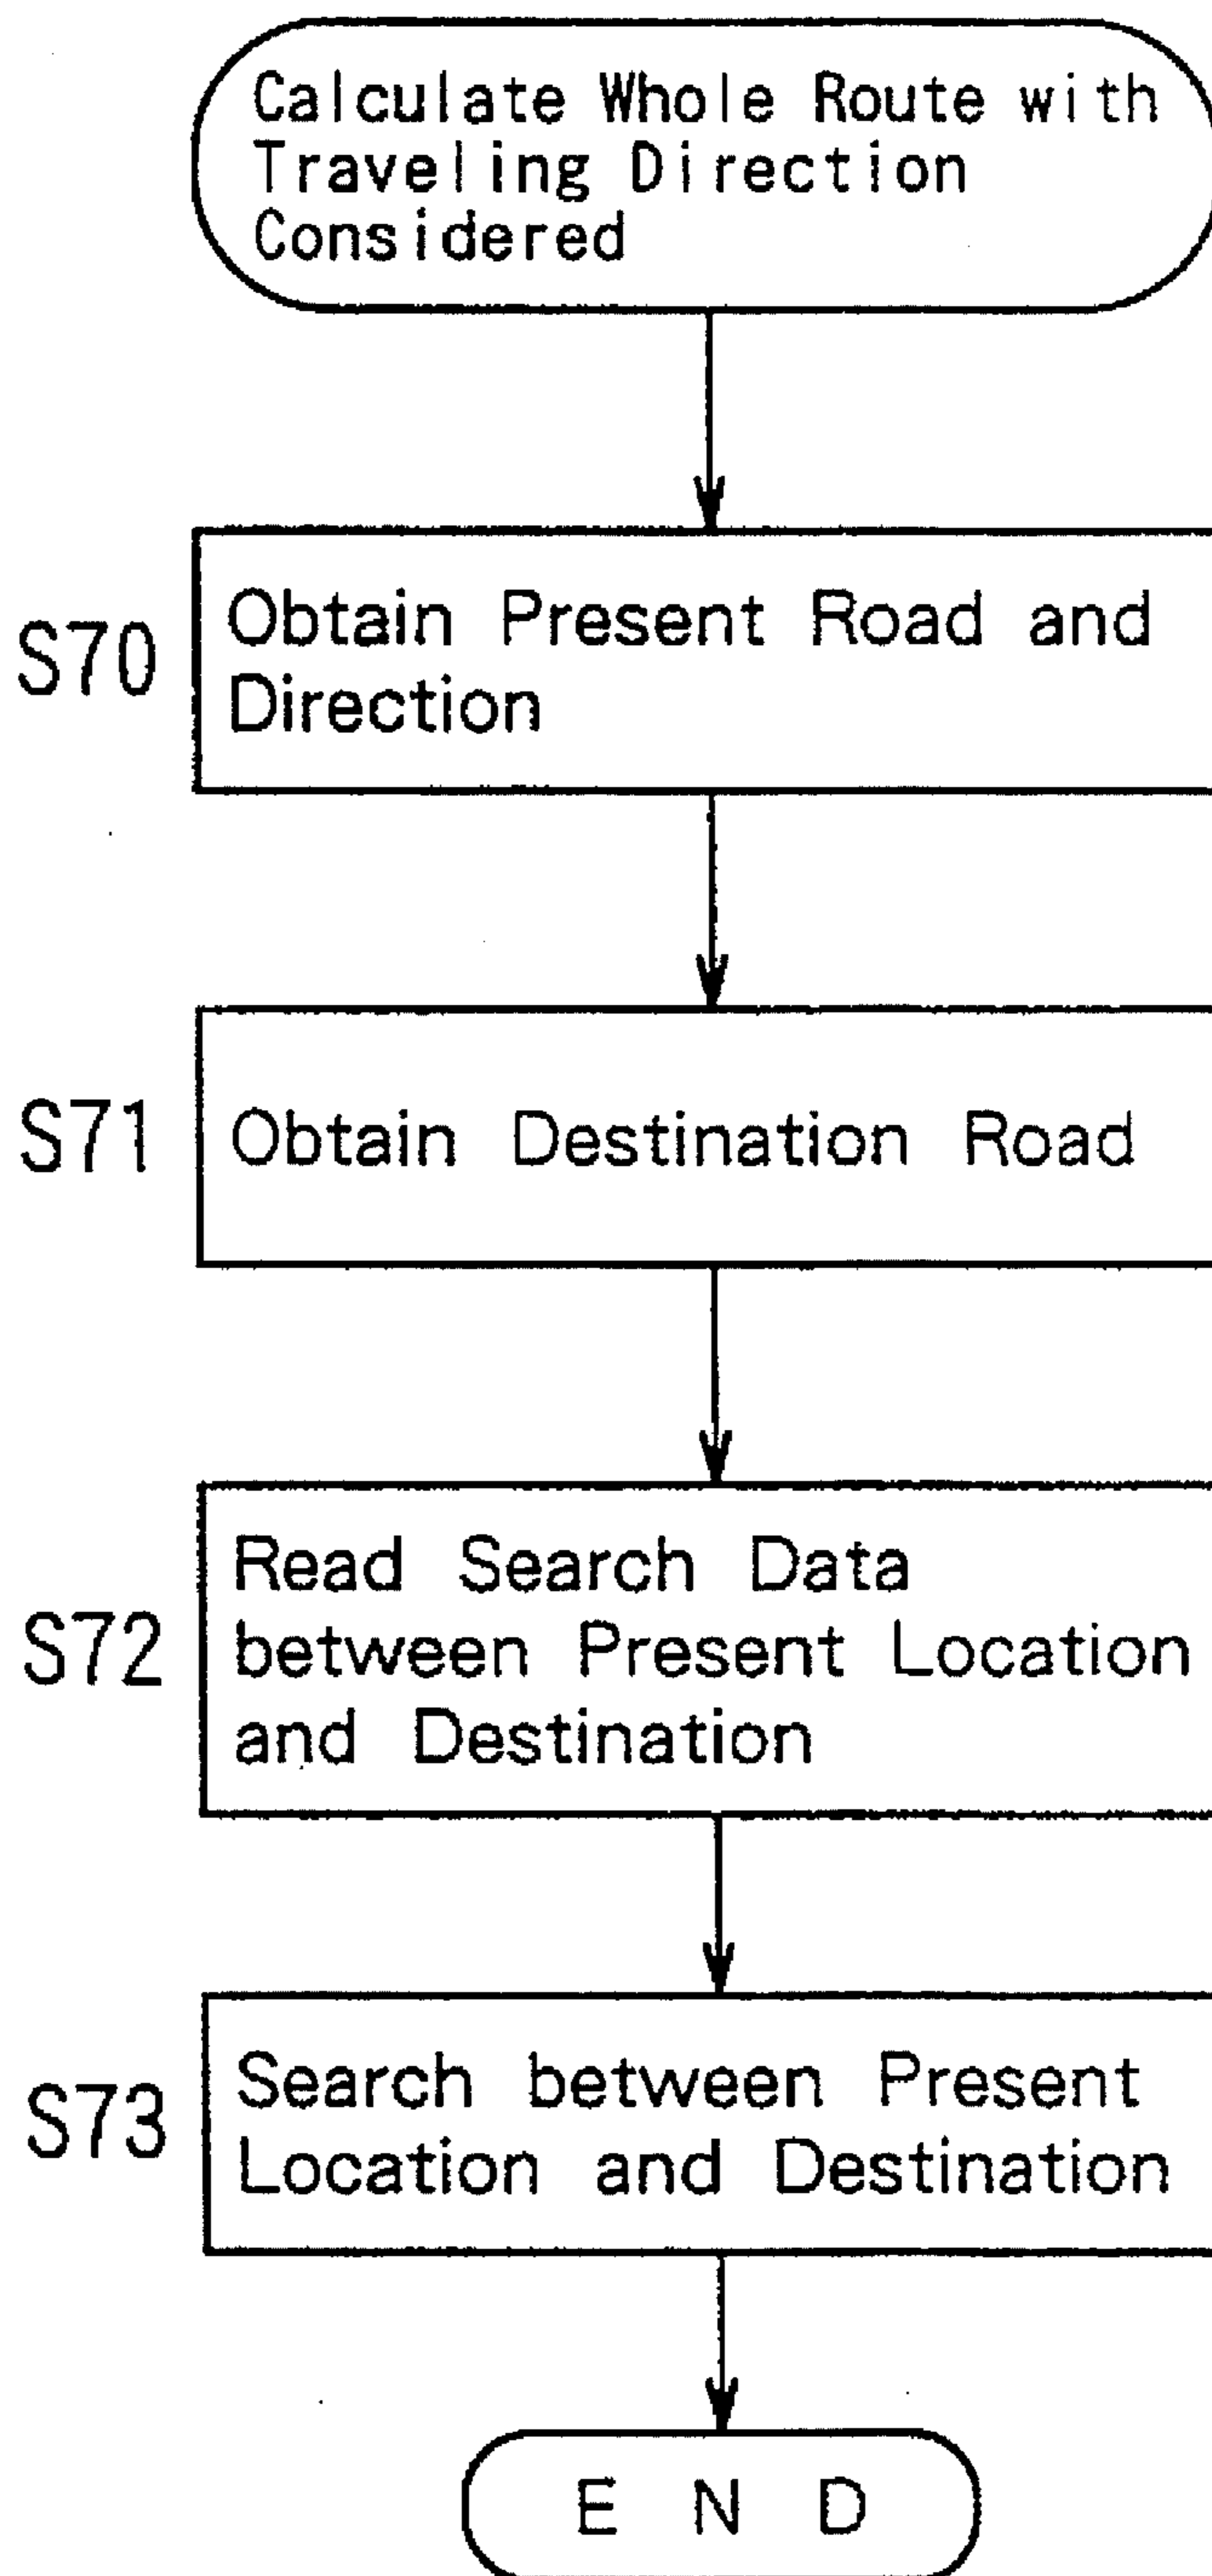 Calculate Whole Route with
Traveling Direction
Considered
S70
Obtain Present Road and
Direction
S71
Obtain Destination Road
S72
Read Search Data
between Present Location
and Destination
S73
Search between Present
Location and Destination
END